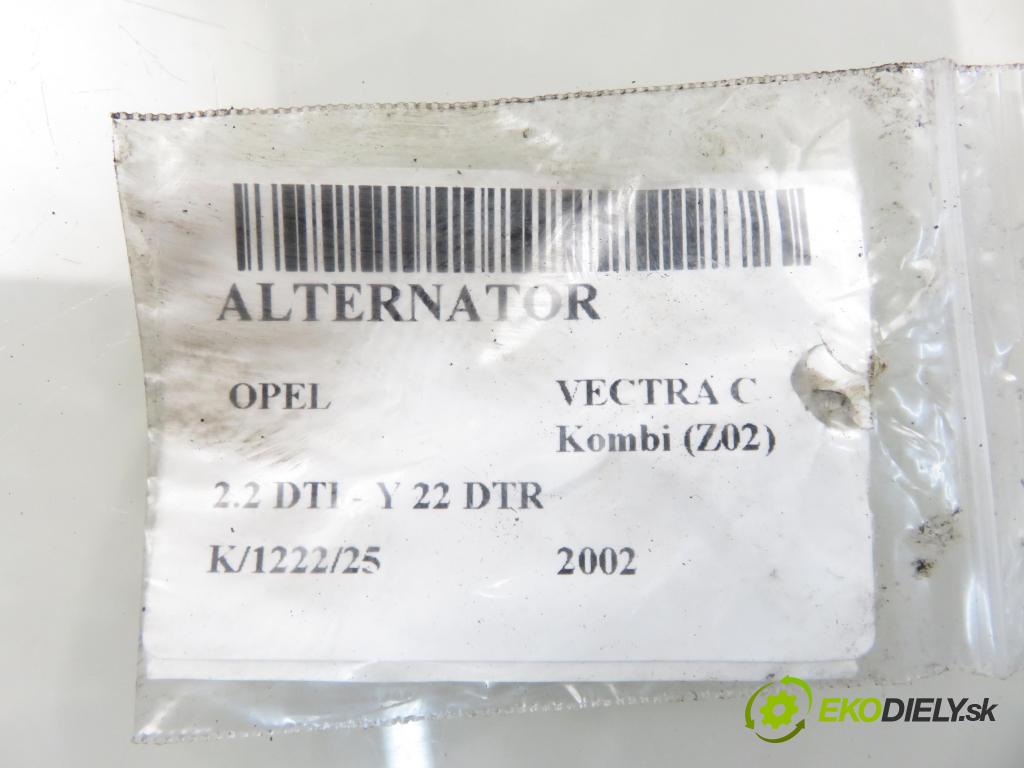 ALTERNATOR
OPEL VECTRA C
Kombi (Z02)
2.2 DTI - Y 22 DTR
K/1222/25 2002
EKODIELY.sk